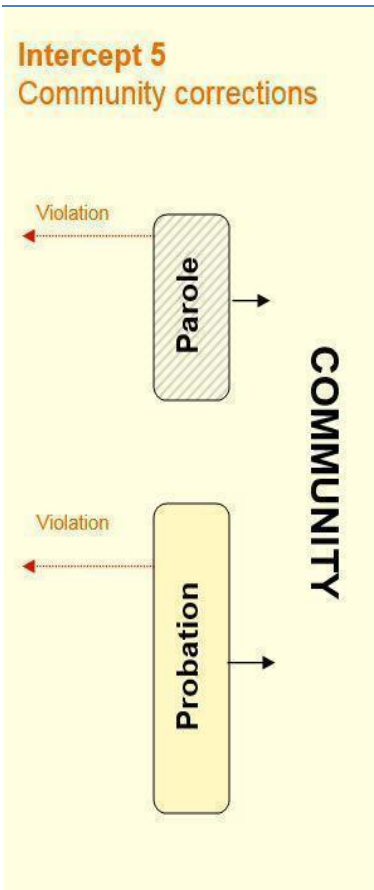 Intercept 5
Community corrections
Violation
Parole
COMMUNITY
Violation
Probation